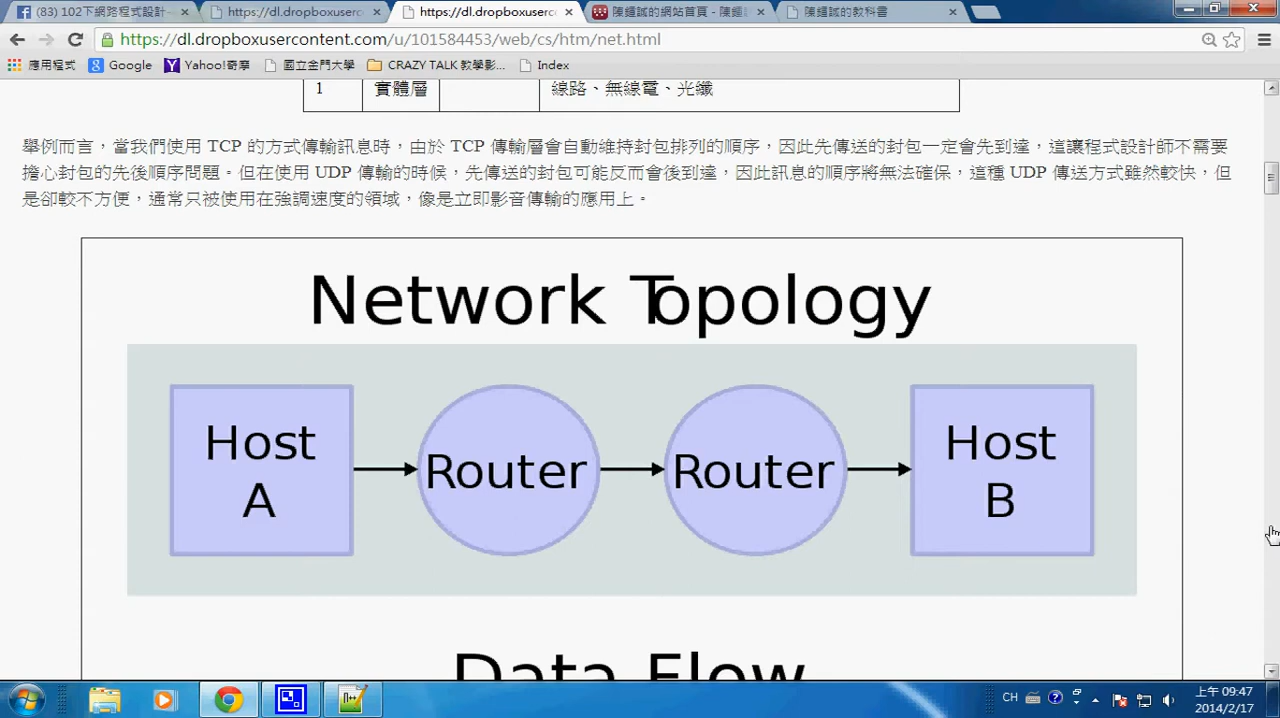 (83) 102下網路程式設計-
https://dl.dropboxuserc
https://dl.dropboxuserc
陳鍾誠的網站首頁 - 陳鍾誠
陳鍾誠的教科書
https://dl.dropboxusercontent.com/u/101584453/web/cs/htm/net.html
應用程式 Google Yahoo!奇摩 國立金門大學 CRAZY TALK 教學影... Index
1 實體層 線路、無線電、光纖
舉例而言，當我們使用 TCP 的方式傳輸訊息時，由於 TCP 傳輸層會自動維持封包排列的順序，因此先傳送的封包一定會先到達，這讓程式設計師不需要
擔心封包的先後順序問題。但在使用 UDP 傳輸的時候，先傳送的封包可能反而會後到達，因此訊息的順序將無法確保，這種 UDP 傳送方式雖然較快，但
是卻較不方便，通常只被使用在強調速度的領域，像是立即影音傳輸的應用上。
Network Topology
Host
A
Router
Router
Host
B
Data Flow
CH
上午 09:47
2014/2/17